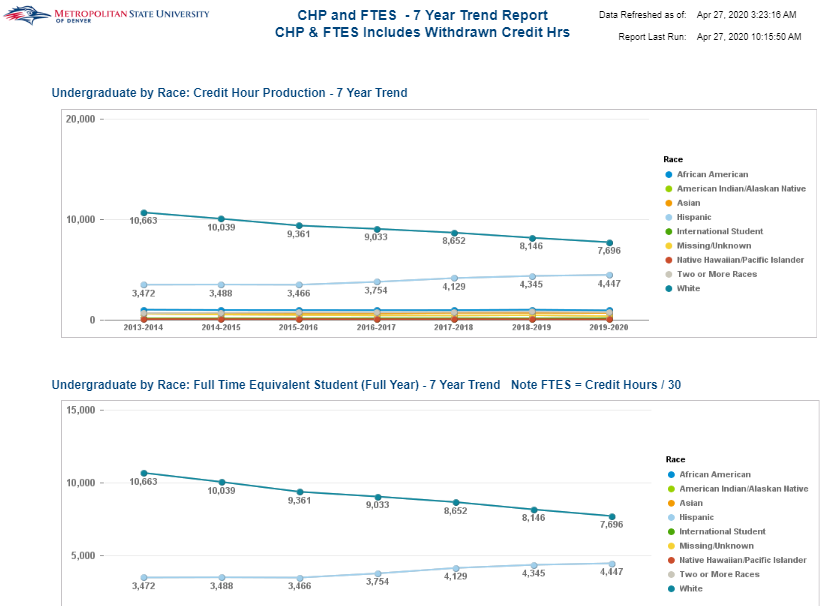 METROPOLITAN STATE UNIVERSITY
OF DENVER
CHP and FTES - 7 Year Trend Report
CHP & FTES Includes Withdrawn Credit Hrs
Data Refreshed as of: Apr 27, 2020 3:23:16 AM
Report Last Run: Apr 27, 2020 10:15:50 AM
Undergraduate by Race: Credit Hour Production - 7 Year Trend
20,000
10,000
0
10,663 10,039 9,361 9,033 8,652 8,146 7,696
3,472 3,488 3,466 3,754 4,129 4,345 4,447
2013-2014 2014-2015 2015-2016 2016-2017 2017-2018 2018-2019 2019-2020
Race
African American
American Indian/Alaskan Native
Asian
Hispanic
International Student
Missing/Unknown
Native Hawaiian/Pacific Islander
Two or More Races
White
Undergraduate by Race: Full Time Equivalent Student (Full Year) - 7 Year Trend Note FTES = Credit Hours / 30
15,000
10,000
5,000
10,663 10,039 9,361 9,033 8,652 8,146 7,696
3,472 3,488 3,466 3,754 4,129 4,345 4,447
Race
African American
American Indian/Alaskan Native
Asian
Hispanic
International Student
Missing/Unknown
Native Hawaiian/Pacific Islander
Two or More Races
White